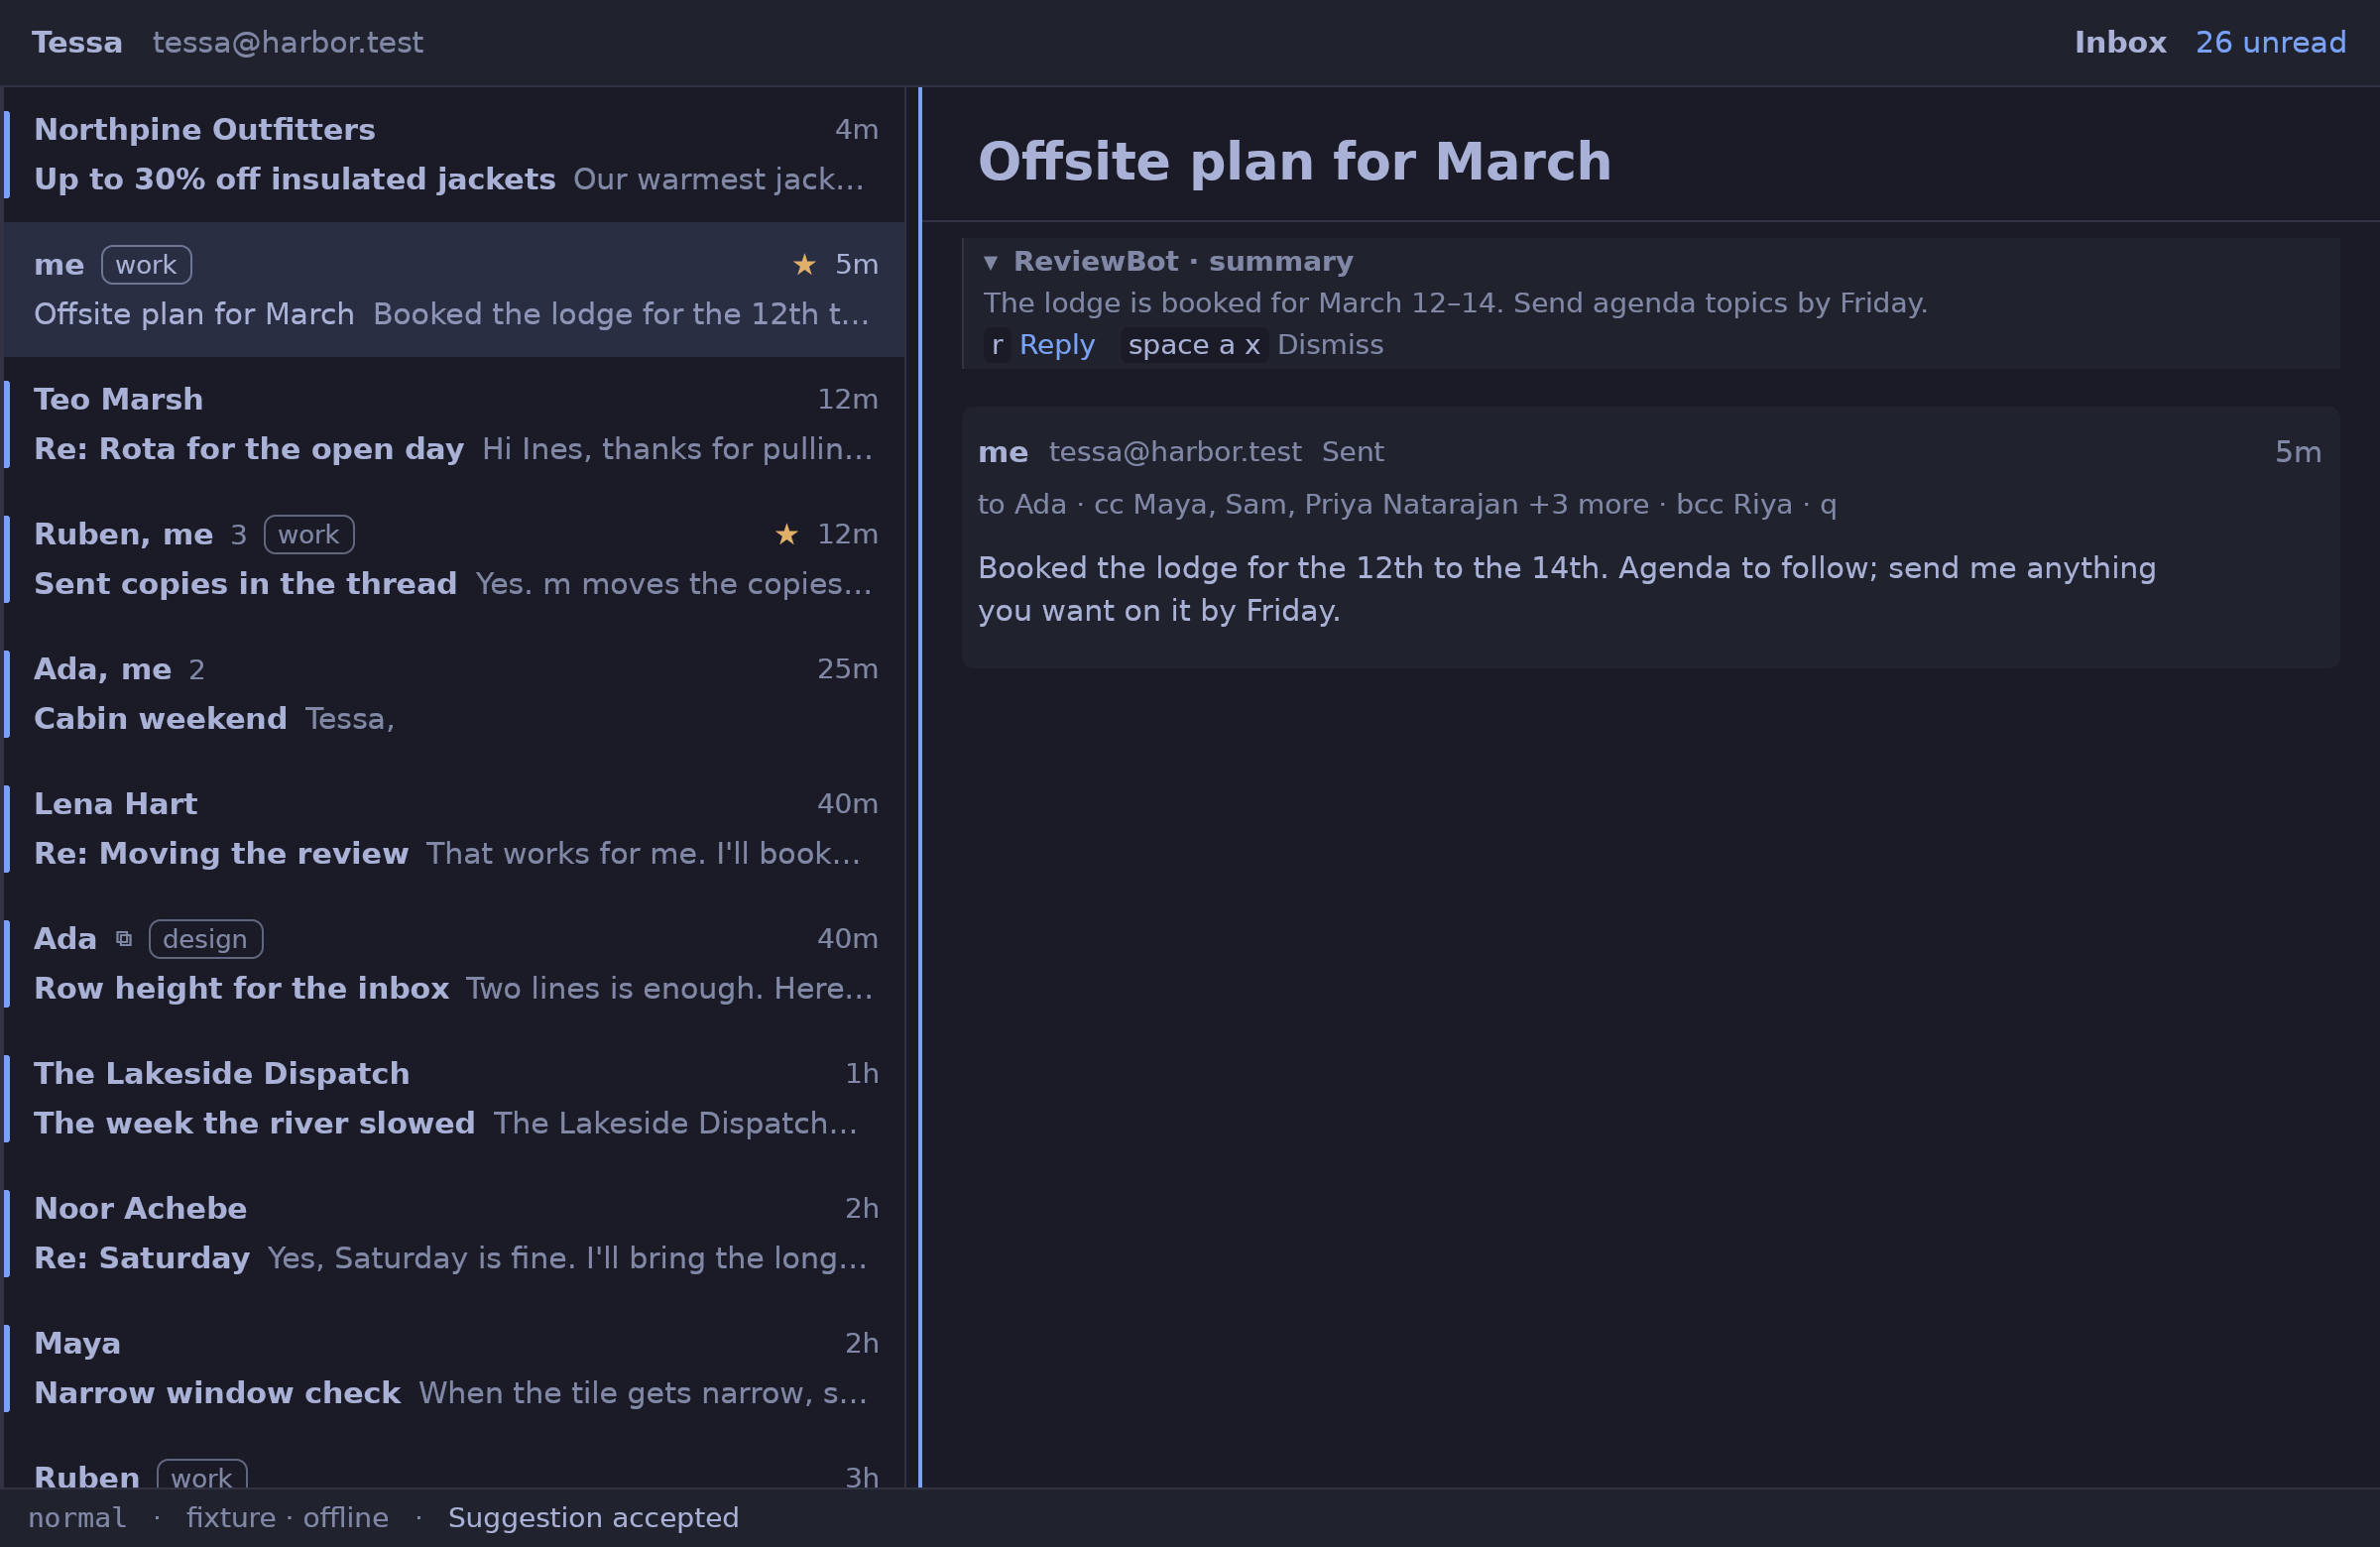 Tessa tessa@harbor.test
Inbox 26 unread
Northpine Outfitters 4m
Up to 30% off insulated jackets Our warmest jack…
me work ★ 5m
Offsite plan for March Booked the lodge for the 12th t…
Teo Marsh 12m
Re: Rota for the open day Hi Ines, thanks for pullin…
Ruben, me 3 work ★ 12m
Sent copies in the thread Yes. m moves the copies…
Ada, me 2 25m
Cabin weekend Tessa,
Lena Hart 40m
Re: Moving the review That works for me. I'll book…
Ada design 40m
Row height for the inbox Two lines is enough. Here…
The Lakeside Dispatch 1h
The week the river slowed The Lakeside Dispatch…
Noor Achebe 2h
Re: Saturday Yes, Saturday is fine. I'll bring the long…
Maya 2h
Narrow window check When the tile gets narrow, s…
Ruben work 3h
Offsite plan for March
▾ ReviewBot · summary
The lodge is booked for March 12–14. Send agenda topics by Friday.
r Reply space a x Dismiss
me tessa@harbor.test Sent 5m
to Ada · cc Maya, Sam, Priya Natarajan +3 more · bcc Riya · q
Booked the lodge for the 12th to the 14th. Agenda to follow; send me anything
you want on it by Friday.
normal · fixture · offline · Suggestion accepted